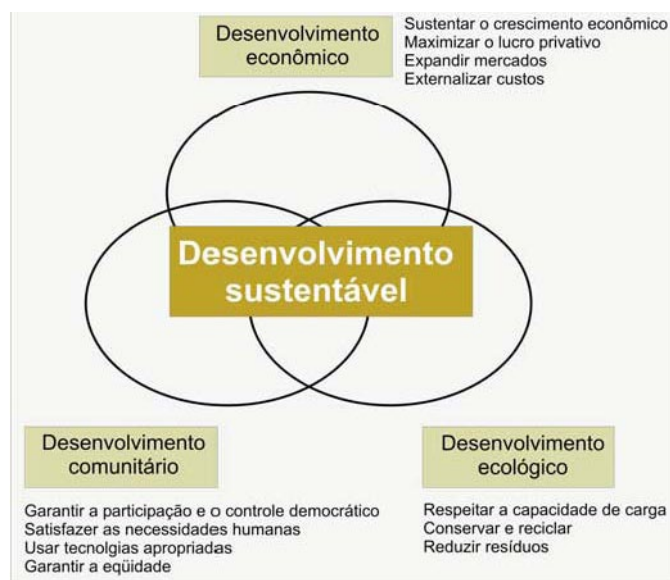 Desenvolvimento
econômico
Sustentar o crescimento econômico
Maximizar o lucro privativo
Expandir mercados
Externalizar custos
Desenvolvimento
sustentável
Desenvolvimento
comunitário
Garantir a participação e o controle democrático
Satisfazer as necessidades humanas
Usar tecnolgias apropriadas
Garantir a eqüidade
Desenvolvimento
ecológico
Respeitar a capacidade de carga
Conservar e reciclar
Reduzir resíduos